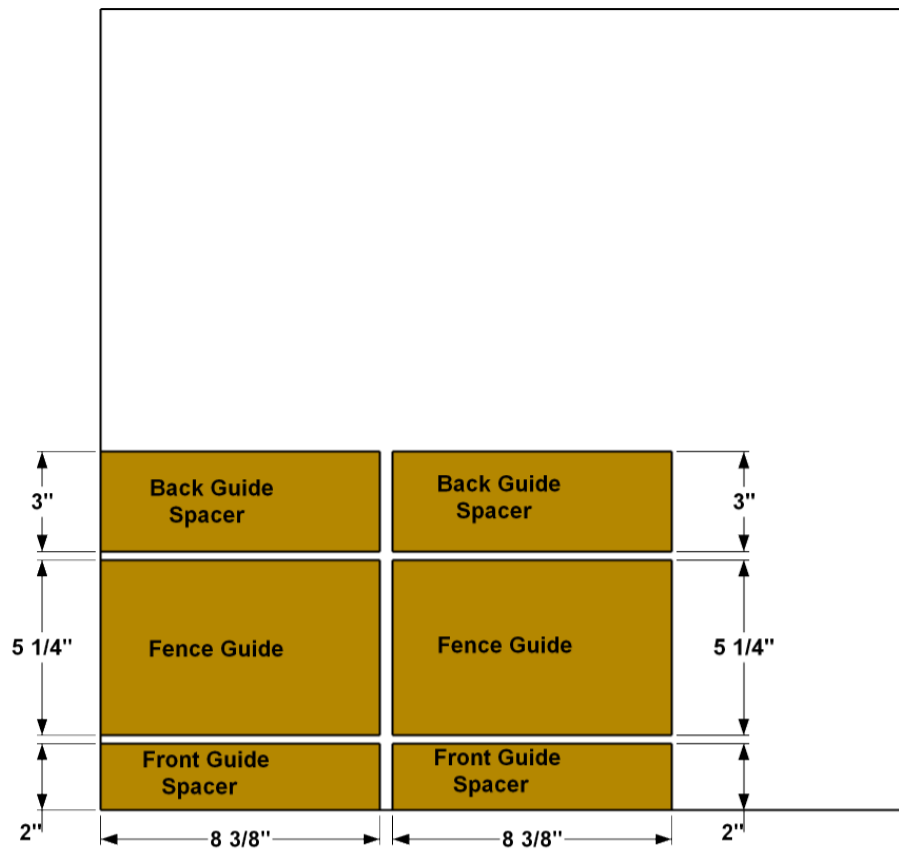 Back Guide
Spacer
Back Guide
Spacer
3"
3"
5 1/4"
Fence Guide
Fence Guide
5 1/4"
Front Guide
Spacer
Front Guide
Spacer
2"
8 3/8"
8 3/8"
2"